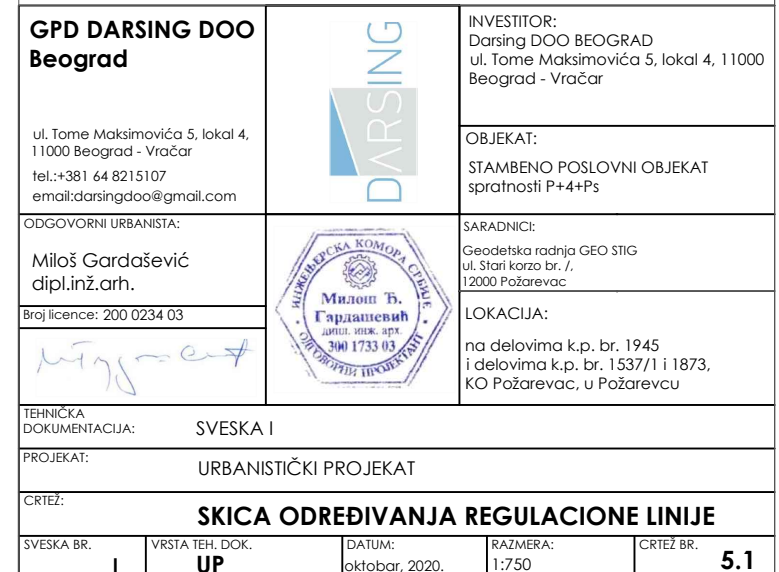 GPD DARSING DOO
Beograd
ul. Tome Maksimovića 5, lokal 4,
11000 Beograd - Vračar
tel.:+381 64 8215107
email:darsingdoo@gmail.com
DARSING
INVESTITOR:
Darsing DOO BEOGRAD
ul. Tome Maksimovića 5, lokal 4, 11000
Beograd - Vračar
OBJEKAT:
STAMBENO POSLOVNI OBJEKAT
spratnosti P+4+Ps
ODGOVORNI URBANISTA:
Miloš Gardašević
dipl.inž.arh.
Broj licence: 200 0234 03
ИНЖЕЊЕРСКА КОМОРА СРБИЈЕ
Милош Ђ.
Гардашевић
дипл. инж. арх.
300 1733 03
ОДГОВОРНИ ПРОЈЕКТАНТ
SARADNICI:
Geodetska radnja GEO STIG
ul. Stari korzo br. /,
12000 Požarevac
LOKACIJA:
na delovima k.p. br. 1945
i delovima k.p. br. 1537/1 i 1873,
KO Požarevac, u Požarevcu
TEHNIČKA
DOKUMENTACIJA: SVESKA I
PROJEKAT: URBANISTIČKI PROJEKAT
CRTEŽ:
SKICA ODREĐIVANJA REGULACIONE LINIJE
SVESKA BR. I
VRSTA TEH. DOK. UP
DATUM: oktobar, 2020.
RAZMERA: 1:750
CRTEŽ BR. 5.1